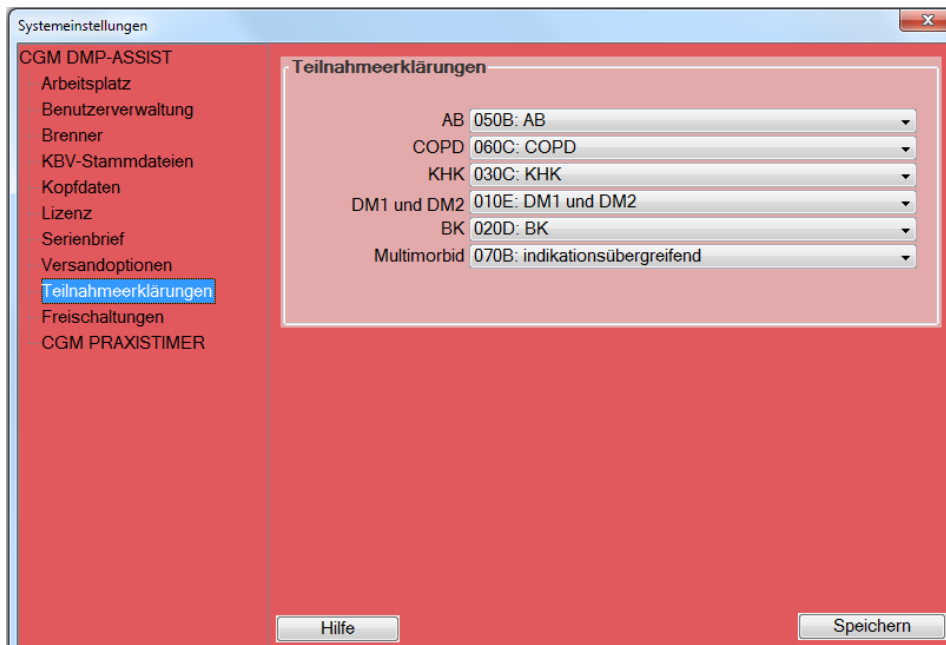 Systemeinstellungen
CGM DMP-ASSIST
Arbeitsplatz
Benutzerverwaltung
Brenner
KBV-Stammdateien
Kopfdaten
Lizenz
Serienbrief
Versandoptionen
Teilnahmeerklärungen
Freischaltungen
CGM PRAXISTIMER
Teilnahmeerklärungen
AB 050B: AB
COPD 060C: COPD
KHK 030C: KHK
DM1 und DM2 010E: DM1 und DM2
BK 020D: BK
Multimorbid 070B: indikationsübergreifend
Hilfe
Speichern